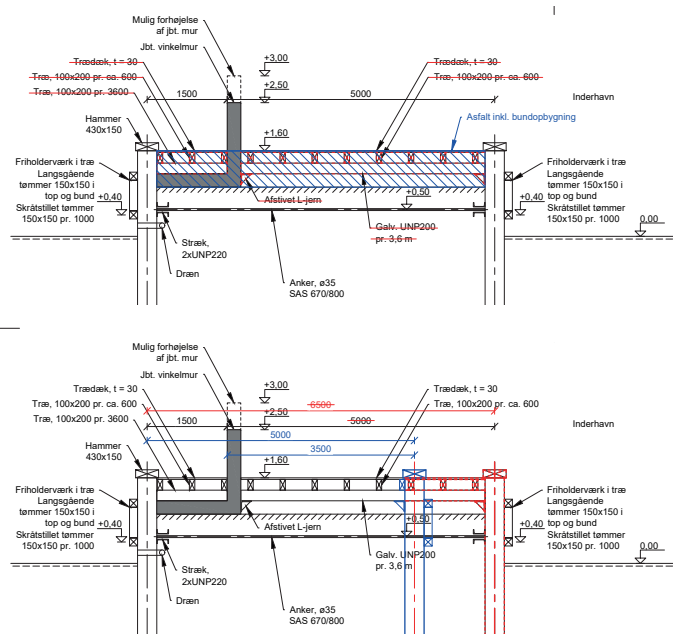 Mulig forhøjelse
af jbt. mur
Jbt. vinkelmur
Trædæk, t = 30
Træ, 100x200 pr. ca. 600
Træ, 100x200 pr. 3600
+3,00
+2,50
Trædæk, t = 30
Træ, 100x200 pr. ca. 600
1500
5000
Inderhavn
Hammer
430x150
Asfalt inkl. bundopbygning
+1,60
Friholderværk i træ
Langsgående
tømmer 150x150 i
top og bund
Skråtstillet tømmer
150x150 pr. 1000
+0,40
Afstivet L-jern
+0,50
Galv. UNP200
pr. 3,6 m
Friholderværk i træ
Langsgående
tømmer 150x150 i
top og bund
Skråtstillet tømmer
150x150 pr. 1000
+0,40
0,00
Stræk,
2xUNP220
Dræn
Anker, ø35
SAS 670/800
Mulig forhøjelse
af jbt. mur
Jbt. vinkelmur
Trædæk, t = 30
Træ, 100x200 pr. ca. 600
Træ, 100x200 pr. 3600
+3,00
Trædæk, t = 30
Træ, 100x200 pr. ca. 600
6500
+2,50
1500
5000
Inderhavn
5000
3500
Hammer
430x150
+1,60
Friholderværk i træ
Langsgående
tømmer 150x150 i
top og bund
Skråtstillet tømmer
150x150 pr. 1000
+0,40
Afstivet L-jern
+0,50
Galv. UNP200
pr. 3,6 m
Friholderværk i træ
Langsgående
tømmer 150x150 i
top og bund
Skråtstillet tømmer
150x150 pr. 1000
+0,40
0,00
Stræk,
2xUNP220
Dræn
Anker, ø35
SAS 670/800